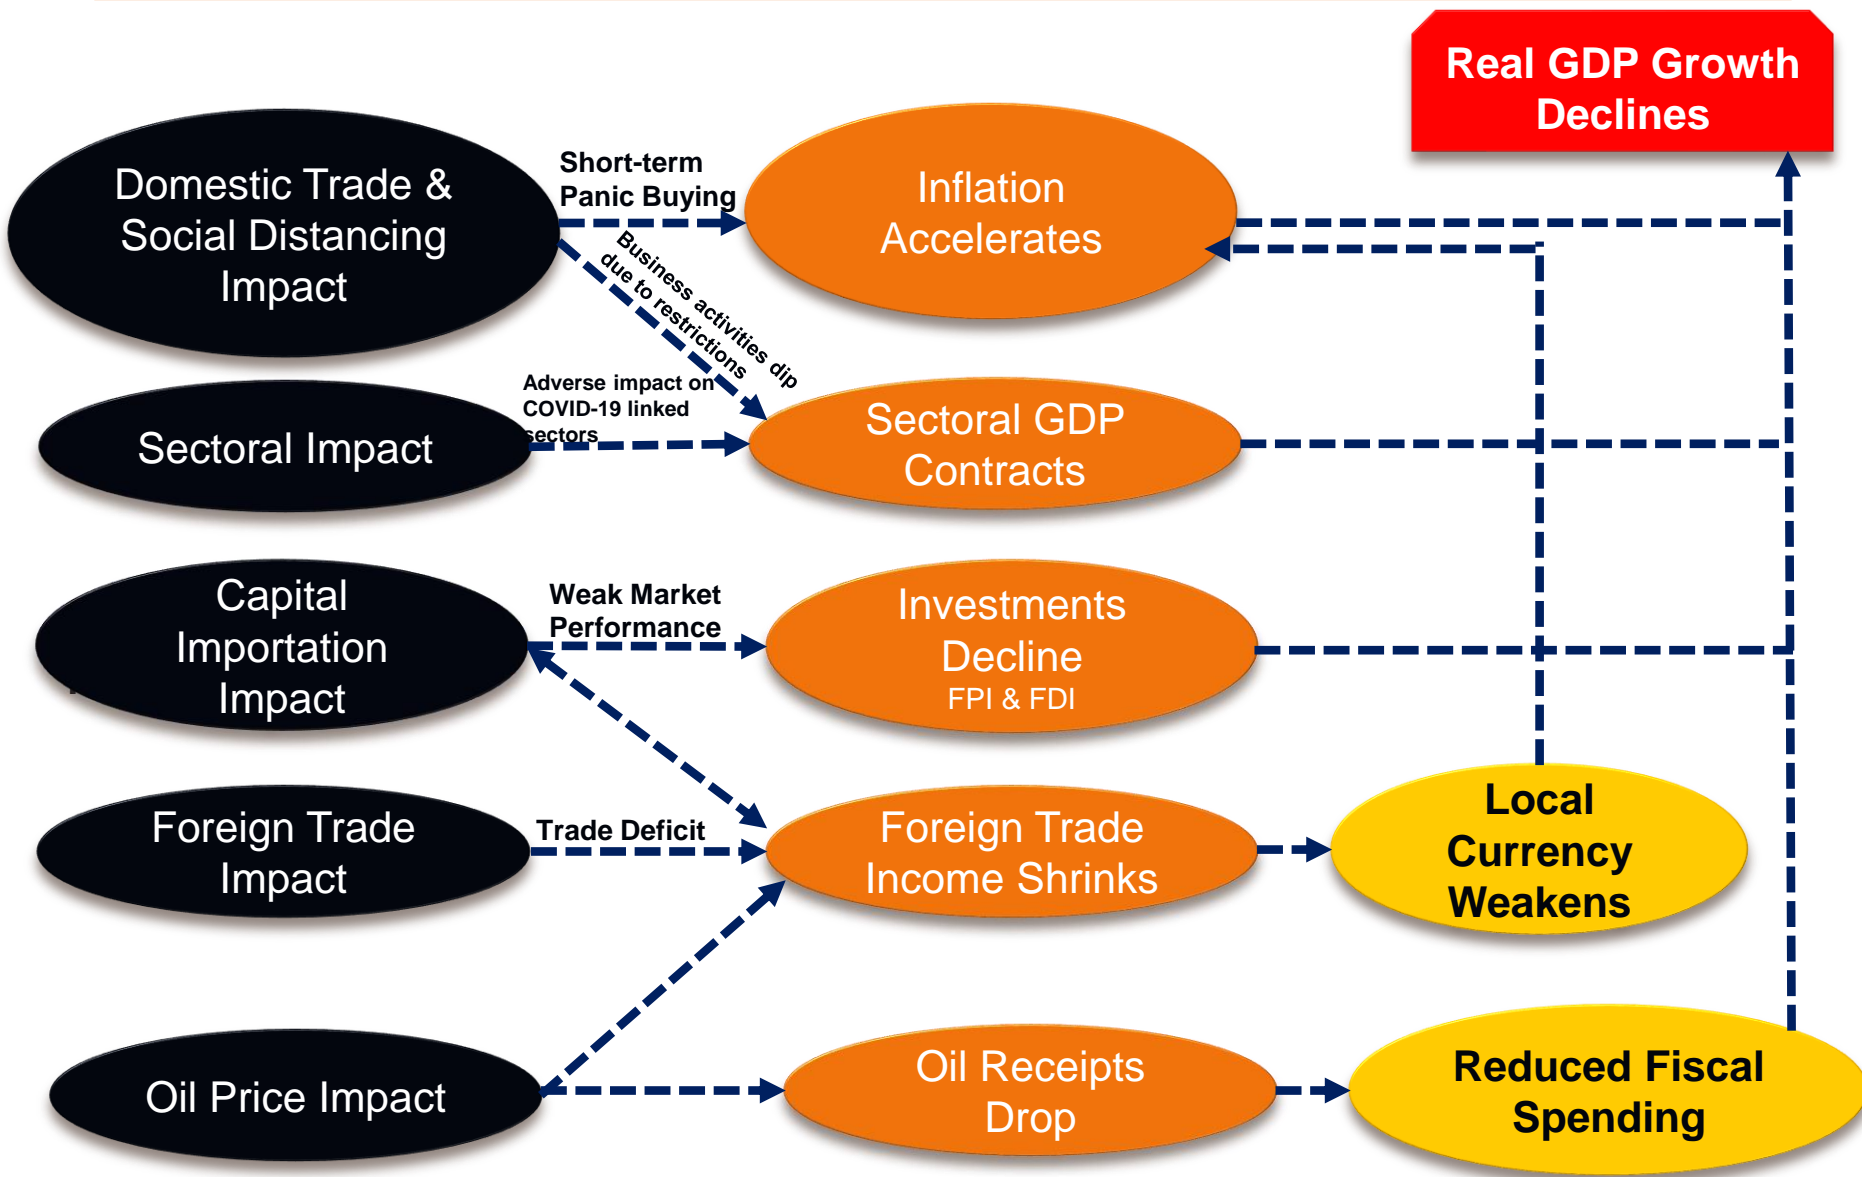 Real GDP Growth
Declines
Domestic Trade &
Social Distancing
Impact
Short-term
Panic Buying
Inflation
Accelerates
Business activities dip
due to restrictions
Adverse impact on
COVID-19 linked
sectors
Sectoral Impact
Sectoral GDP
Contracts
Capital
Importation
Impact
Weak Market
Performance
Investments
Decline
FPI & FDI
Foreign Trade
Impact
Trade Deficit
Foreign Trade
Income Shrinks
Local
Currency
Weakens
Oil Price Impact
Oil Receipts
Drop
Reduced Fiscal
Spending